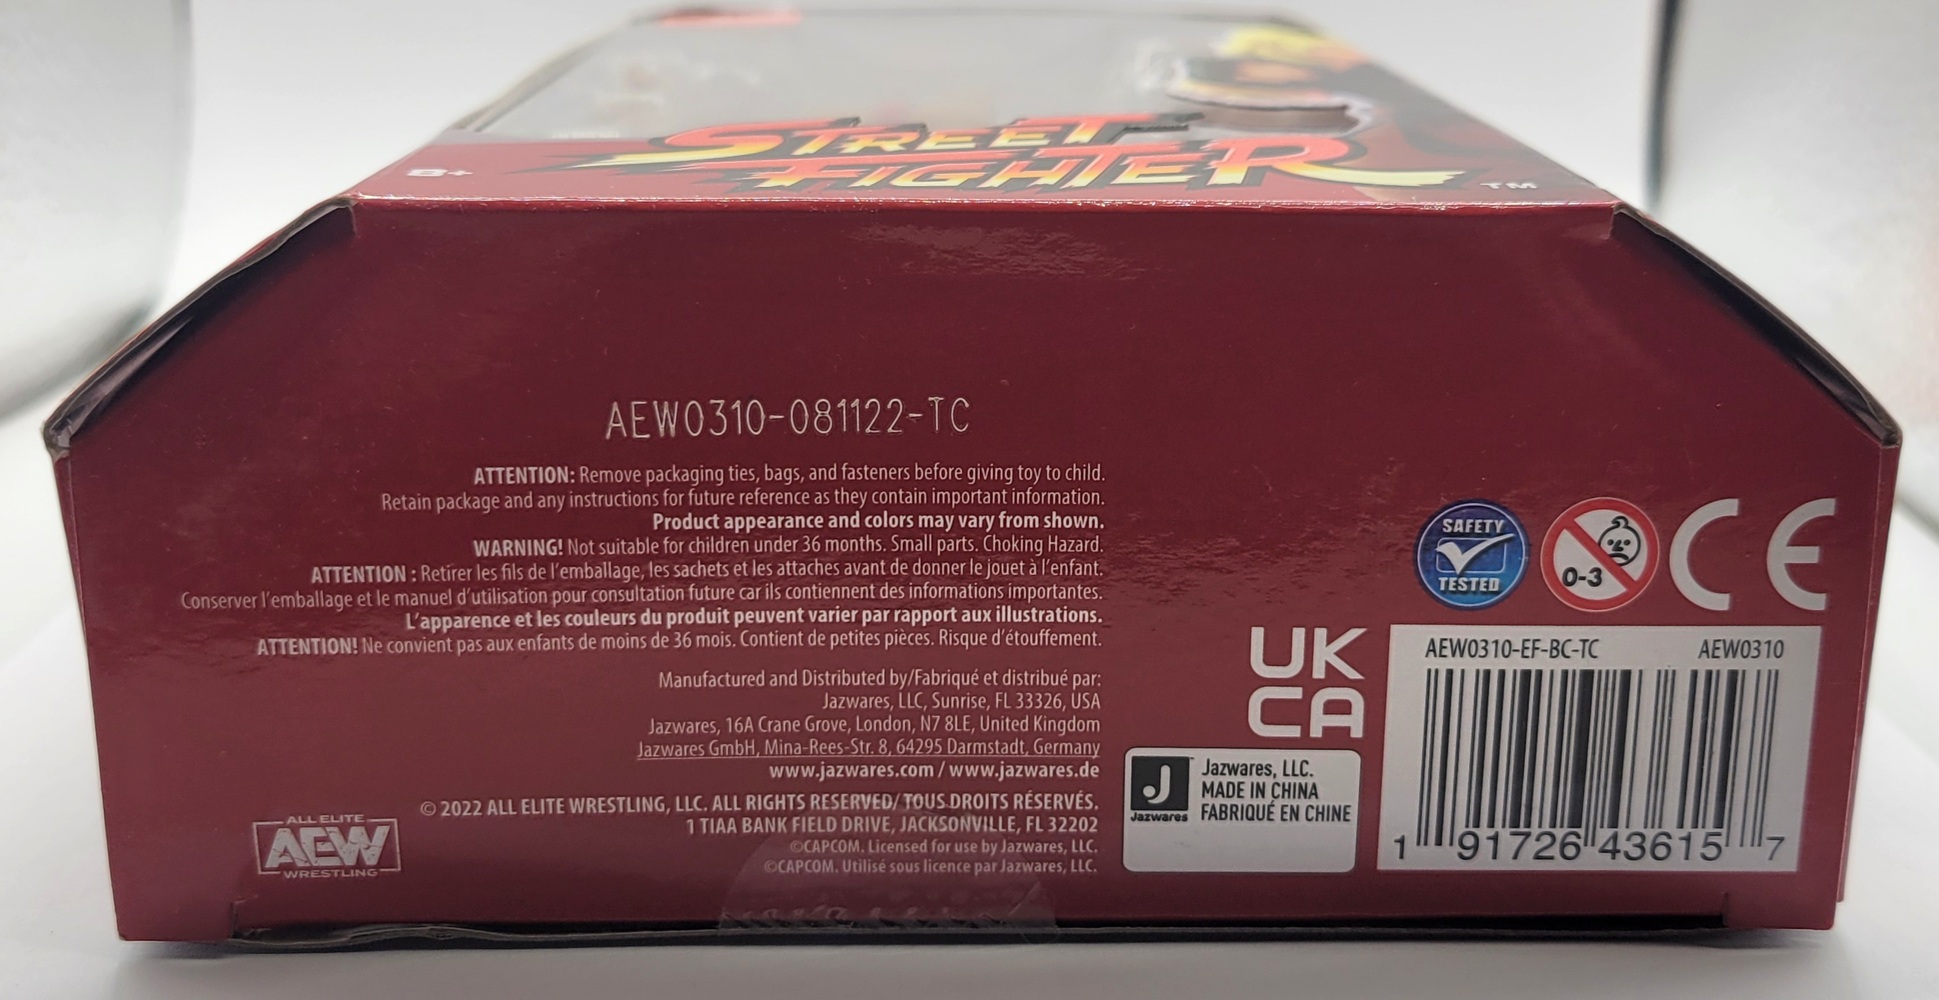 STREET
FIGHTER™
8+
AEW0310-081122-TC
ATTENTION: Remove packaging ties, bags, and fasteners before giving toy to child.
Retain package and any instructions for future reference as they contain important information.
Product appearance and colors may vary from shown.
WARNING! Not suitable for children under 36 months. Small parts. Choking Hazard.
ATTENTION : Retirer les fils de l'emballage, les sachets et les attaches avant de donner le jouet à l'enfant.
Conserver l'emballage et le manuel d'utilisation pour consultation future car ils contiennent des informations importantes.
L'apparence et les couleurs du produit peuvent varier par rapport aux illustrations.
ATTENTION! Ne convient pas aux enfants de moins de 36 mois. Contient de petites pièces. Risque d'étouffement.
Manufactured and Distributed by/Fabriqué et distribué par:
Jazwares, LLC, Sunrise, FL 33326, USA
Jazwares, 16A Crane Grove, London, N7 8LE, United Kingdom
Jazwares GmbH, Mina-Rees-Str. 8, 64295 Darmstadt, Germany
www.jazwares.com / www.jazwares.de
© 2022 ALL ELITE WRESTLING, LLC. ALL RIGHTS RESERVED/ TOUS DROITS RÉSERVÉS.
1 TIAA BANK FIELD DRIVE, JACKSONVILLE, FL 32202
©CAPCOM. Licensed for use by Jazwares, LLC.
©CAPCOM. Utilisé sous licence par Jazwares, LLC.
ALL ELITE
AEW
WRESTLING
SAFETY
TESTED
0-3
CE
UK
CA
J
Jazwares
Jazwares, LLC.
MADE IN CHINA
FABRIQUÉ EN CHINE
AEW0310-EF-BC-TC AEW0310
1 91726 43615 7